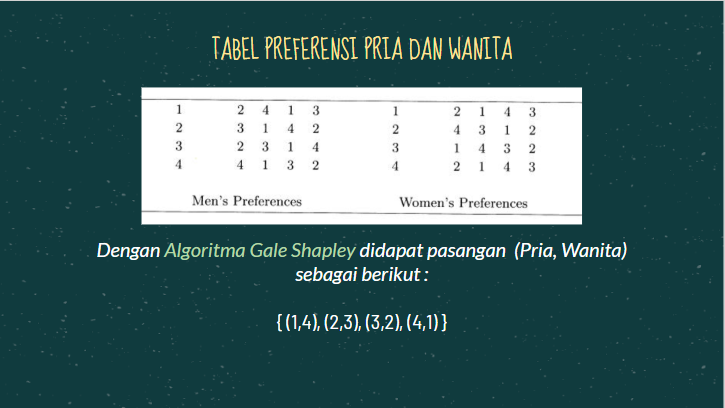 TABEL PREFERENSI PRIA DAN WANITA
1 2 4 1 3 1 2 1 4 3
2 3 1 4 2 2 4 3 1 2
3 2 3 1 4 3 1 4 3 2
4 4 1 3 2 4 2 1 4 3
Men's Preferences Women's Preferences
Dengan Algoritma Gale Shapley didapat pasangan (Pria, Wanita)
sebagai berikut :
{ (1,4), (2,3), (3,2), (4,1) }